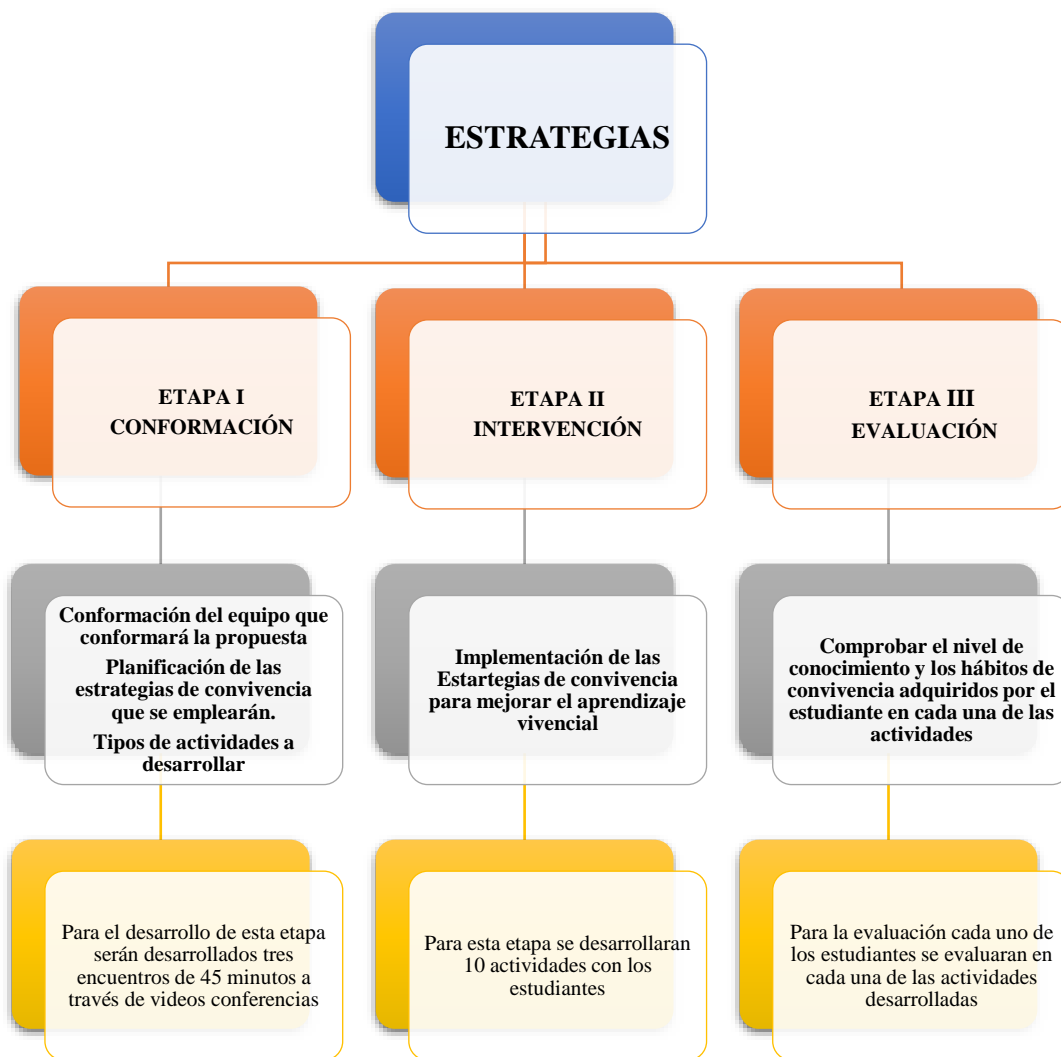 ESTRATEGIAS
ETAPA I
CONFORMACIÓN
ETAPA II
INTERVENCIÓN
ETAPA III
EVALUACIÓN
Conformación del equipo que
conformará la propuesta
Planificación de las
estrategias de convivencia
que se emplearán.
Tipos de actividades a
desarrollar
Implementación de las
Estartegias de convivencia
para mejorar el aprendizaje
vivencial
Comprobar el nivel de
conocimiento y los hábitos de
convivencia adquiridos por el
estudiante en cada una de las
actividades
Para el desarrollo de esta etapa
serán desarrollados tres
encuentros de 45 minutos a
través de videos conferencias
Para esta etapa se desarrollaran
10 actividades con los
estudiantes
Para la evaluación cada uno de
los estudiantes se evaluaran en
cada una de las actividades
desarrolladas